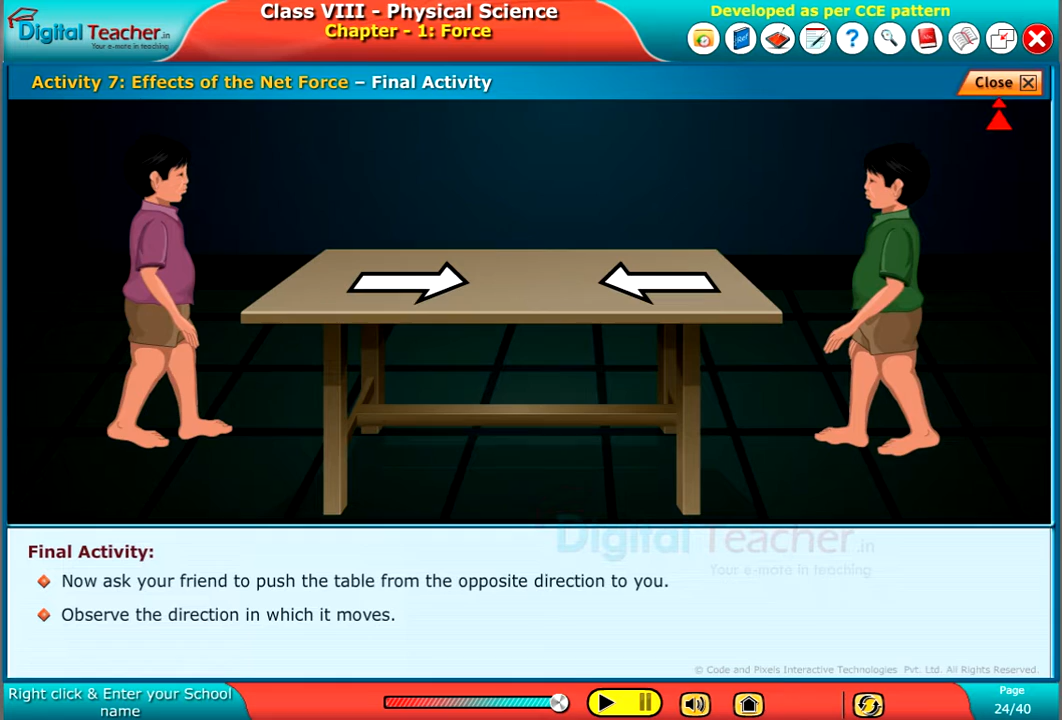 Digital Teacher.in
Your e-mate in teaching
Class VIII - Physical Science
Chapter - 1: Force
Developed as per CCE pattern
Activity 7: Effects of the Net Force – Final Activity
Close
Final Activity:
Now ask your friend to push the table from the opposite direction to you.
Observe the direction in which it moves.
Digital Teacher.in
Your e-mate in teaching
© Code and Pixels Interactive Technologies Pvt. Ltd. All Rights Reserved.
Right click & Enter your School
name
Page
24/40